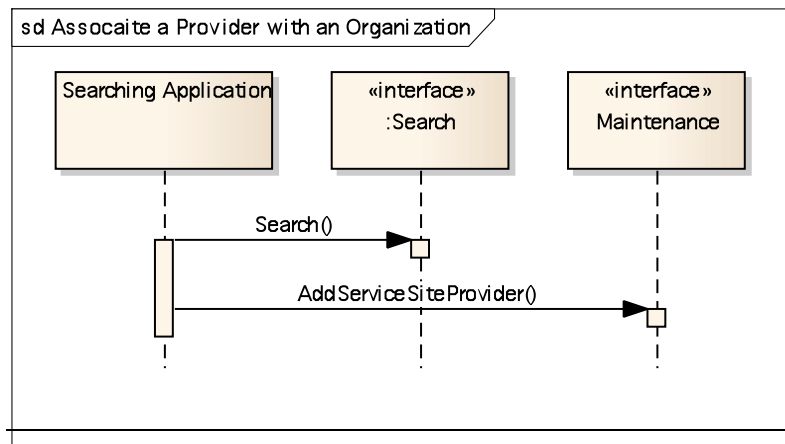 sd Assocaite a Provider with an Organization
Searching Application
«interface»
:Search
«interface»
Maintenance
Search()
AddServiceSiteProvider()